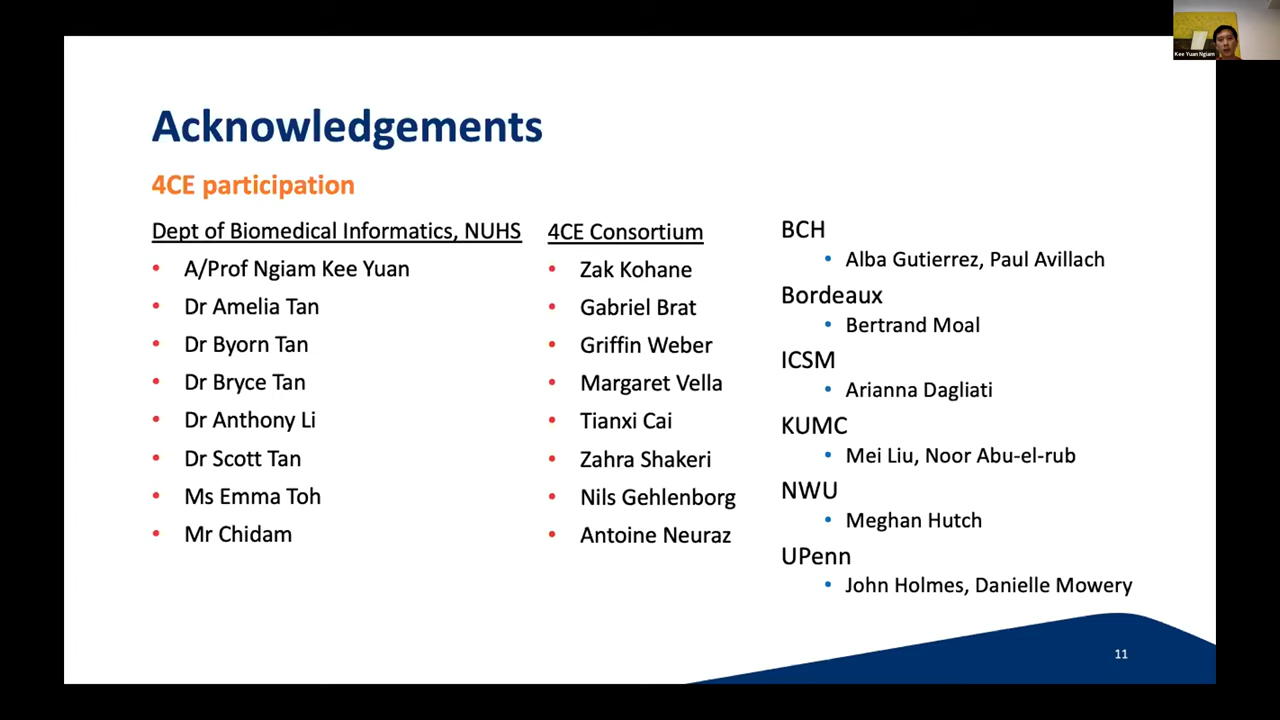 Kee Yuan Ngiam
Acknowledgements
4CE participation
Dept of Biomedical Informatics, NUHS
• A/Prof Ngiam Kee Yuan
• Dr Amelia Tan
• Dr Byorn Tan
• Dr Bryce Tan
• Dr Anthony Li
• Dr Scott Tan
• Ms Emma Toh
• Mr Chidam
4CE Consortium
• Zak Kohane
• Gabriel Brat
• Griffin Weber
• Margaret Vella
• Tianxi Cai
• Zahra Shakeri
• Nils Gehlenborg
• Antoine Neuraz
BCH
• Alba Gutierrez, Paul Avillach
Bordeaux
• Bertrand Moal
ICSM
• Arianna Dagliati
KUMC
• Mei Liu, Noor Abu-el-rub
NWU
• Meghan Hutch
UPenn
• John Holmes, Danielle Mowery
11